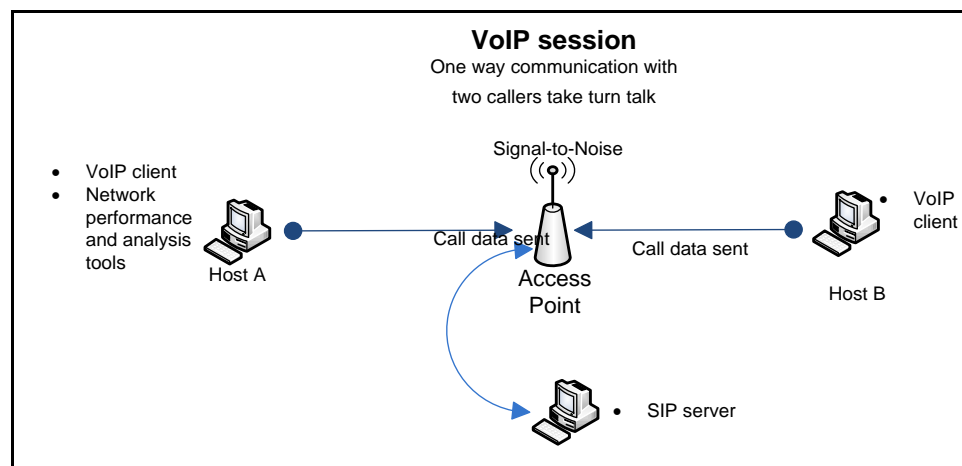 VoIP session
One way communication with
two callers take turn talk
Signal-to-Noise
• VoIP client
• Network
performance
and analysis
tools
Host A
Call data sent
Access
Point
Call data sent
• VoIP
client
Host B
• SIP server